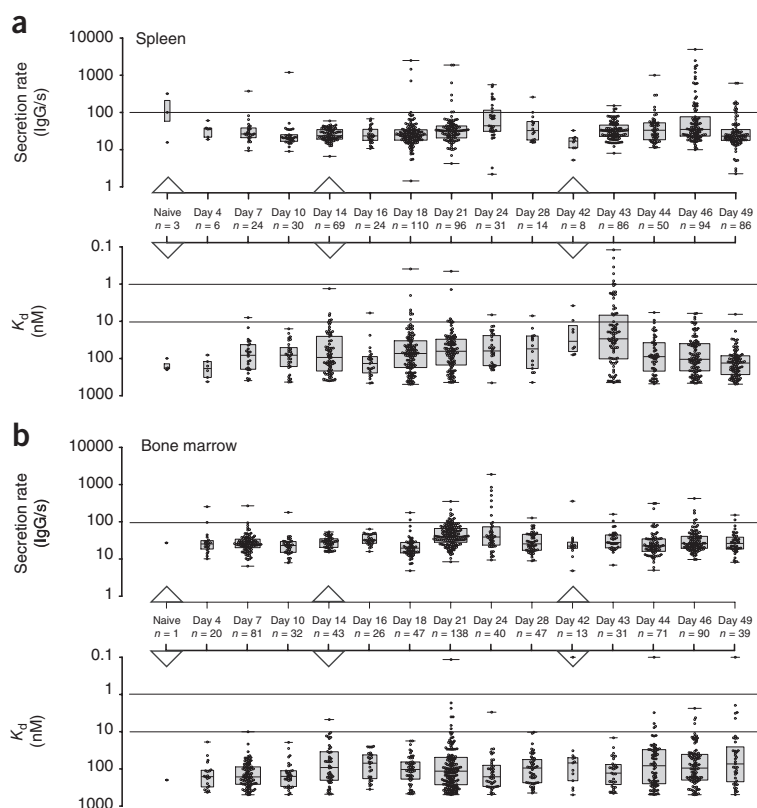 a
Spleen
10000
1000
100
10
1
Secretion rate
(IgG/s)
Naive Day 4 Day 7 Day 10 Day 14 Day 16 Day 18 Day 21 Day 24 Day 28 Day 42 Day 43 Day 44 Day 46 Day 49
n = 3 n = 6 n = 24 n = 30 n = 69 n = 24 n = 110 n = 96 n = 31 n = 14 n = 8 n = 86 n = 50 n = 94 n = 86
0.1
1
10
100
1000
Kd
(nM)
b
Bone marrow
10000
1000
100
10
1
Secretion rate
(IgG/s)
Naive Day 4 Day 7 Day 10 Day 14 Day 16 Day 18 Day 21 Day 24 Day 28 Day 42 Day 43 Day 44 Day 46 Day 49
n = 1 n = 20 n = 81 n = 32 n = 43 n = 26 n = 47 n = 138 n = 40 n = 47 n = 13 n = 31 n = 71 n = 90 n = 39
0.1
1
10
100
1000
Kd
(nM)